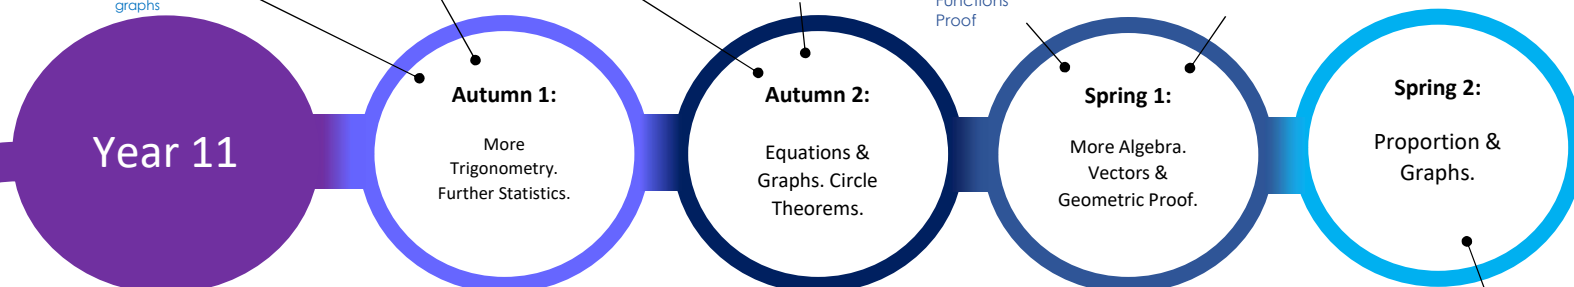 graphs
Functions
Proof
Year 11
Autumn 1:
More
Trigonometry.
Further Statistics.
Autumn 2:
Equations &
Graphs. Circle
Theorems.
Spring 1:
More Algebra.
Vectors &
Geometric Proof.
Spring 2:
Proportion &
Graphs.